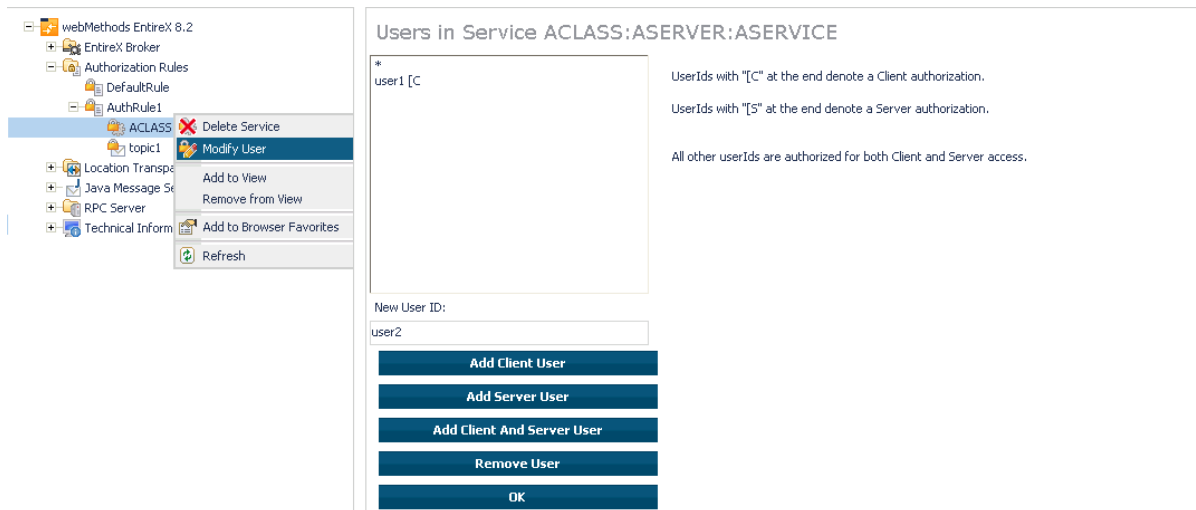 webMethods EntireX 8.2
EntireX Broker
Authorization Rules
DefaultRule
AuthRule1
ACLASS
topic1
Location Transpa
Java Message Se
RPC Server
Technical Inform
Delete Service
Modify User
Add to View
Remove from View
Add to Browser Favorites
Refresh
Users in Service ACLASS:ASERVER:ASERVICE
*
user1 [C
UserIds with "[C" at the end denote a Client authorization.
UserIds with "[S" at the end denote a Server authorization.
All other userIds are authorized for both Client and Server access.
New User ID:
user2
Add Client User
Add Server User
Add Client And Server User
Remove User
OK